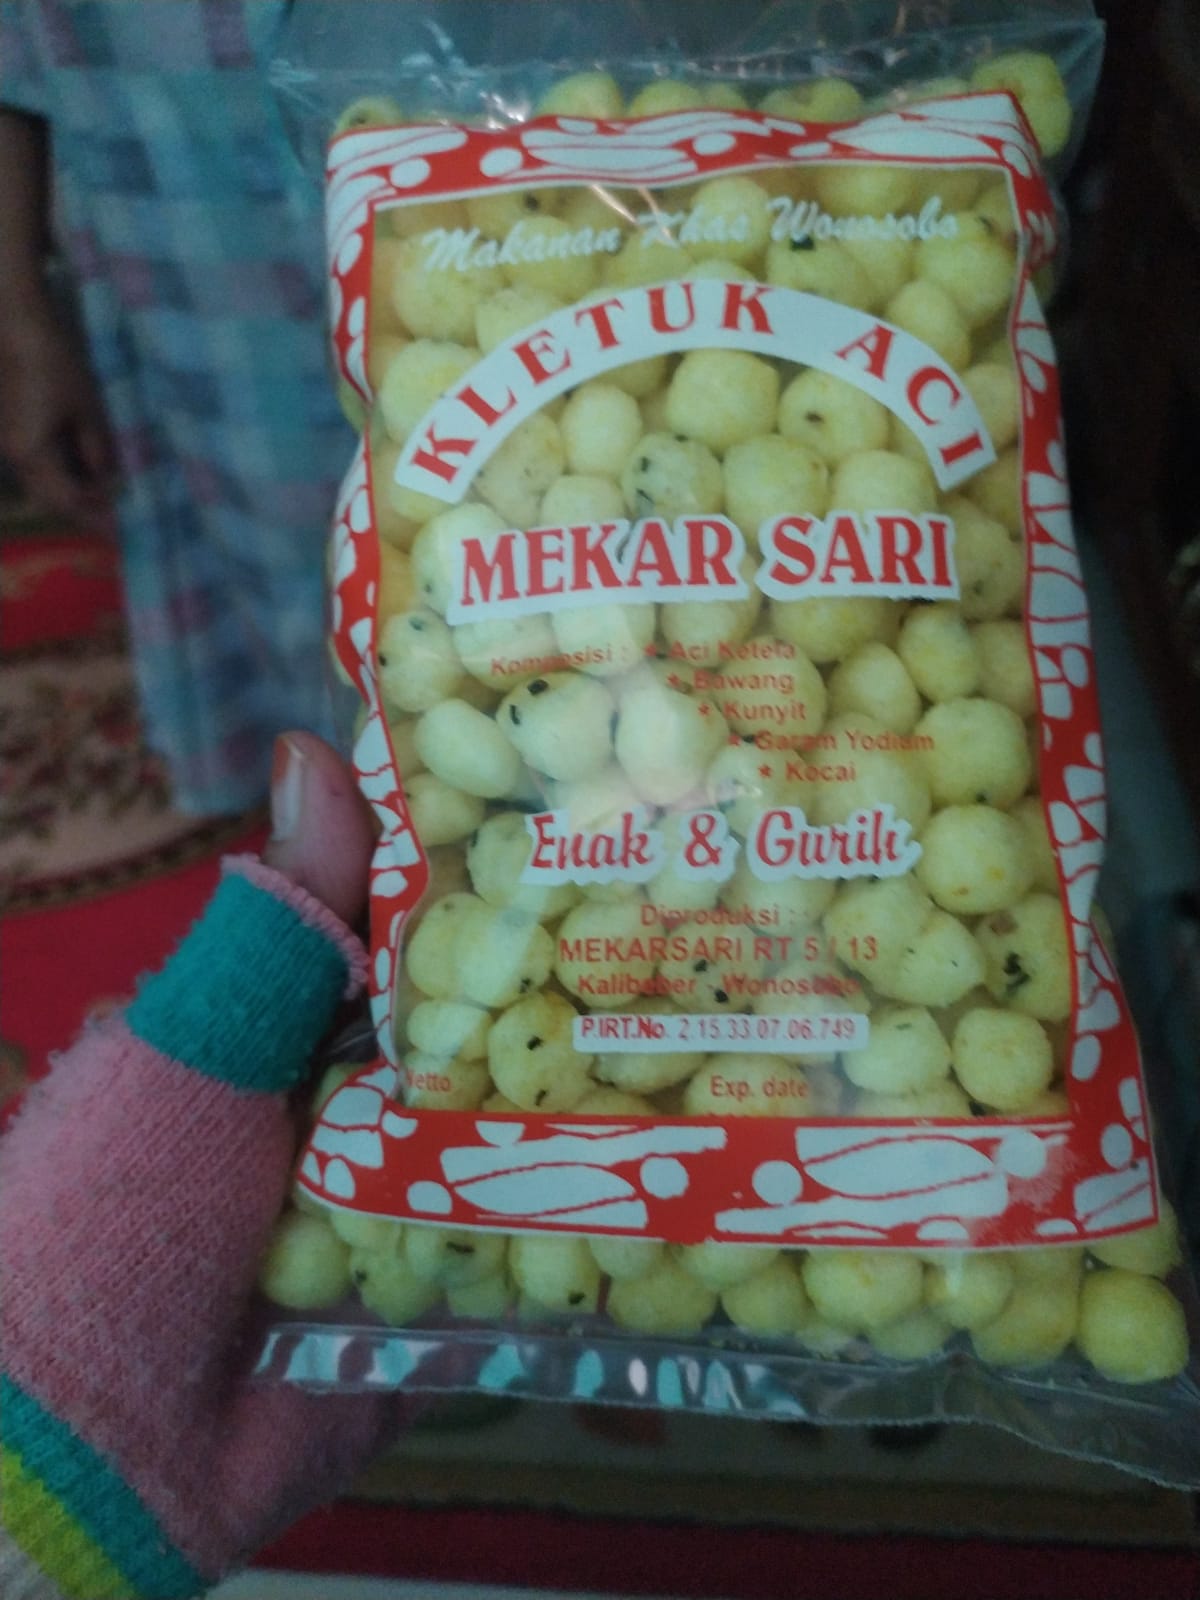 Makanan Khas Wonosobo
KLETUK ACI
MEKAR SARI
Komposisi : * Aci Ketela
* Bawang
* Kunyit
* Garam Yodium
* Kocai
Enak & Gurih
Diproduksi :
MEKARSARI RT 5 / 13
Kalibeber - Wonosobo
P.IRT.No. 2.15.33.07.06.749
Netto
Exp. date